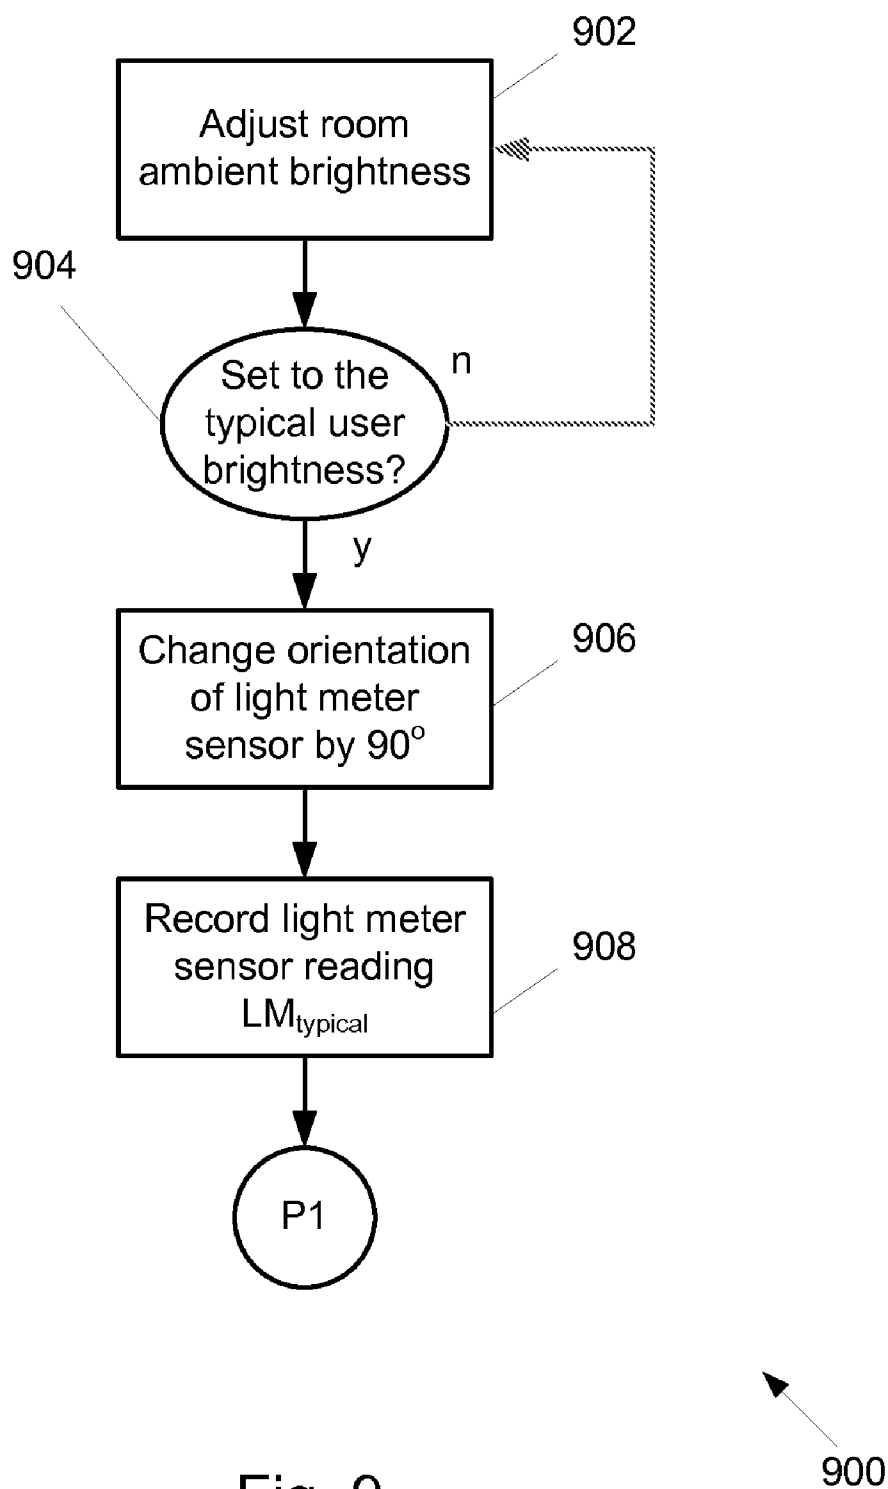 902
Adjust room
ambient brightness
904
n
Set to the
typical user
brightness?
y
906
Change orientation
of light meter
sensor by 90°
908
Record light meter
sensor reading
LMtypical
P1
900